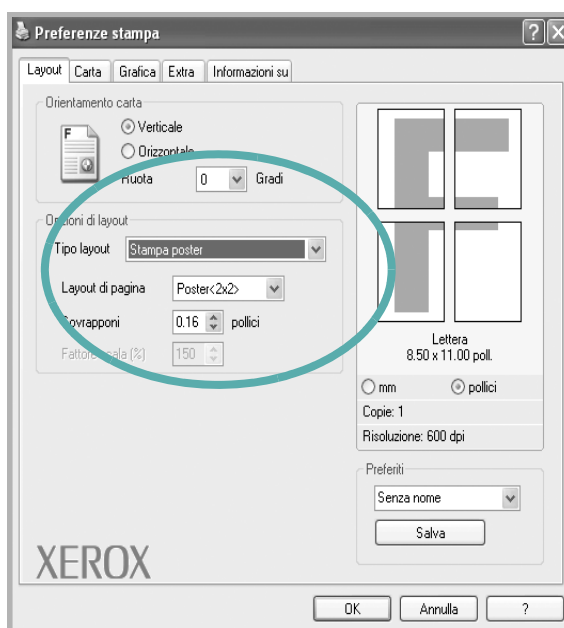 Preferenze stampa
Layout Carta Grafica Extra Informazioni su
Orientamento carta
F
Verticale
Orizzontale
Ruota 0 Gradi
Opzioni di layout
Tipo layout Stampa poster
Layout di pagina Poster<2x2>
Sovrapponi 0.16 pollici
Fattore scala (%) 150
Lettera
8.50 x 11.00 poll.
mm pollici
Copie: 1
Risoluzione: 600 dpi
Preferiti
Senza nome
Salva
XEROX
OK Annulla ?